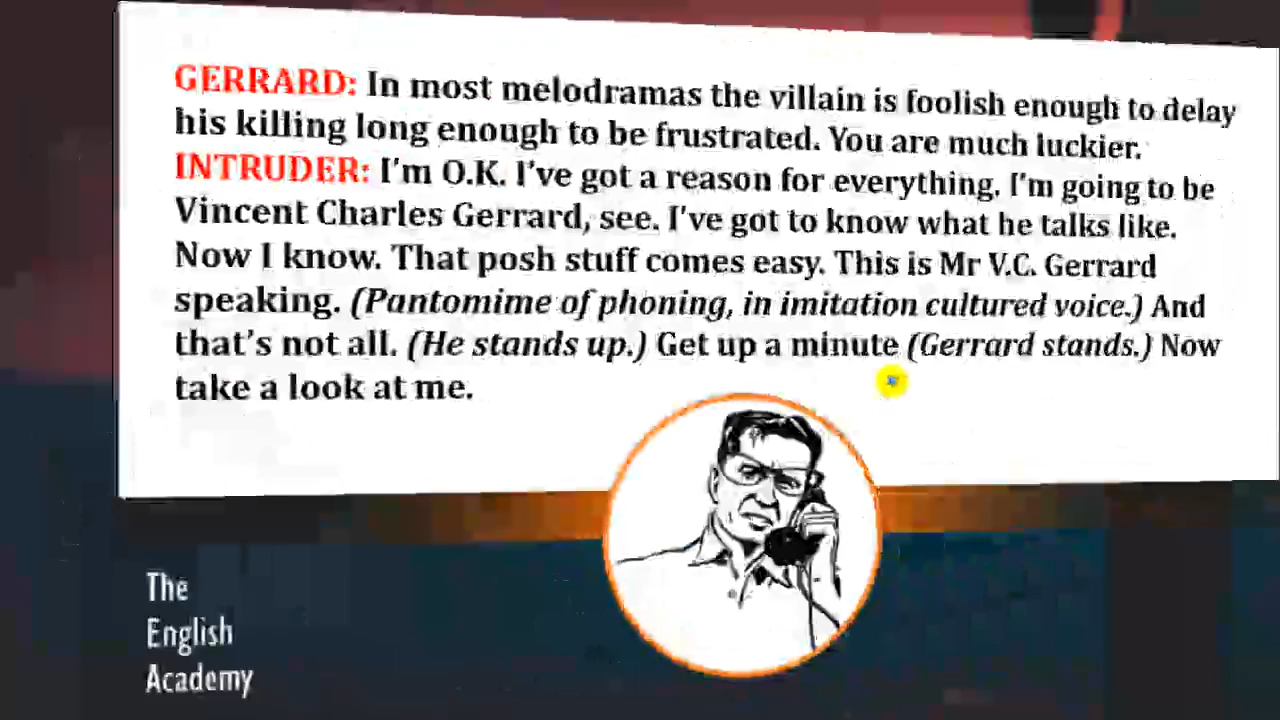 GERRARD: In most melodramas the villain is foolish enough to delay
his killing long enough to be frustrated. You are much luckier.
INTRUDER: I'm O.K. I've got a reason for everything. I'm going to be
Vincent Charles Gerrard, see. I've got to know what he talks like.
Now I know. That posh stuff comes easy. This is Mr V.C. Gerrard
speaking. (Pantomime of phoning, in imitation cultured voice.) And
that's not all. (He stands up.) Get up a minute (Gerrard stands.) Now
take a look at me.
The
English
Academy